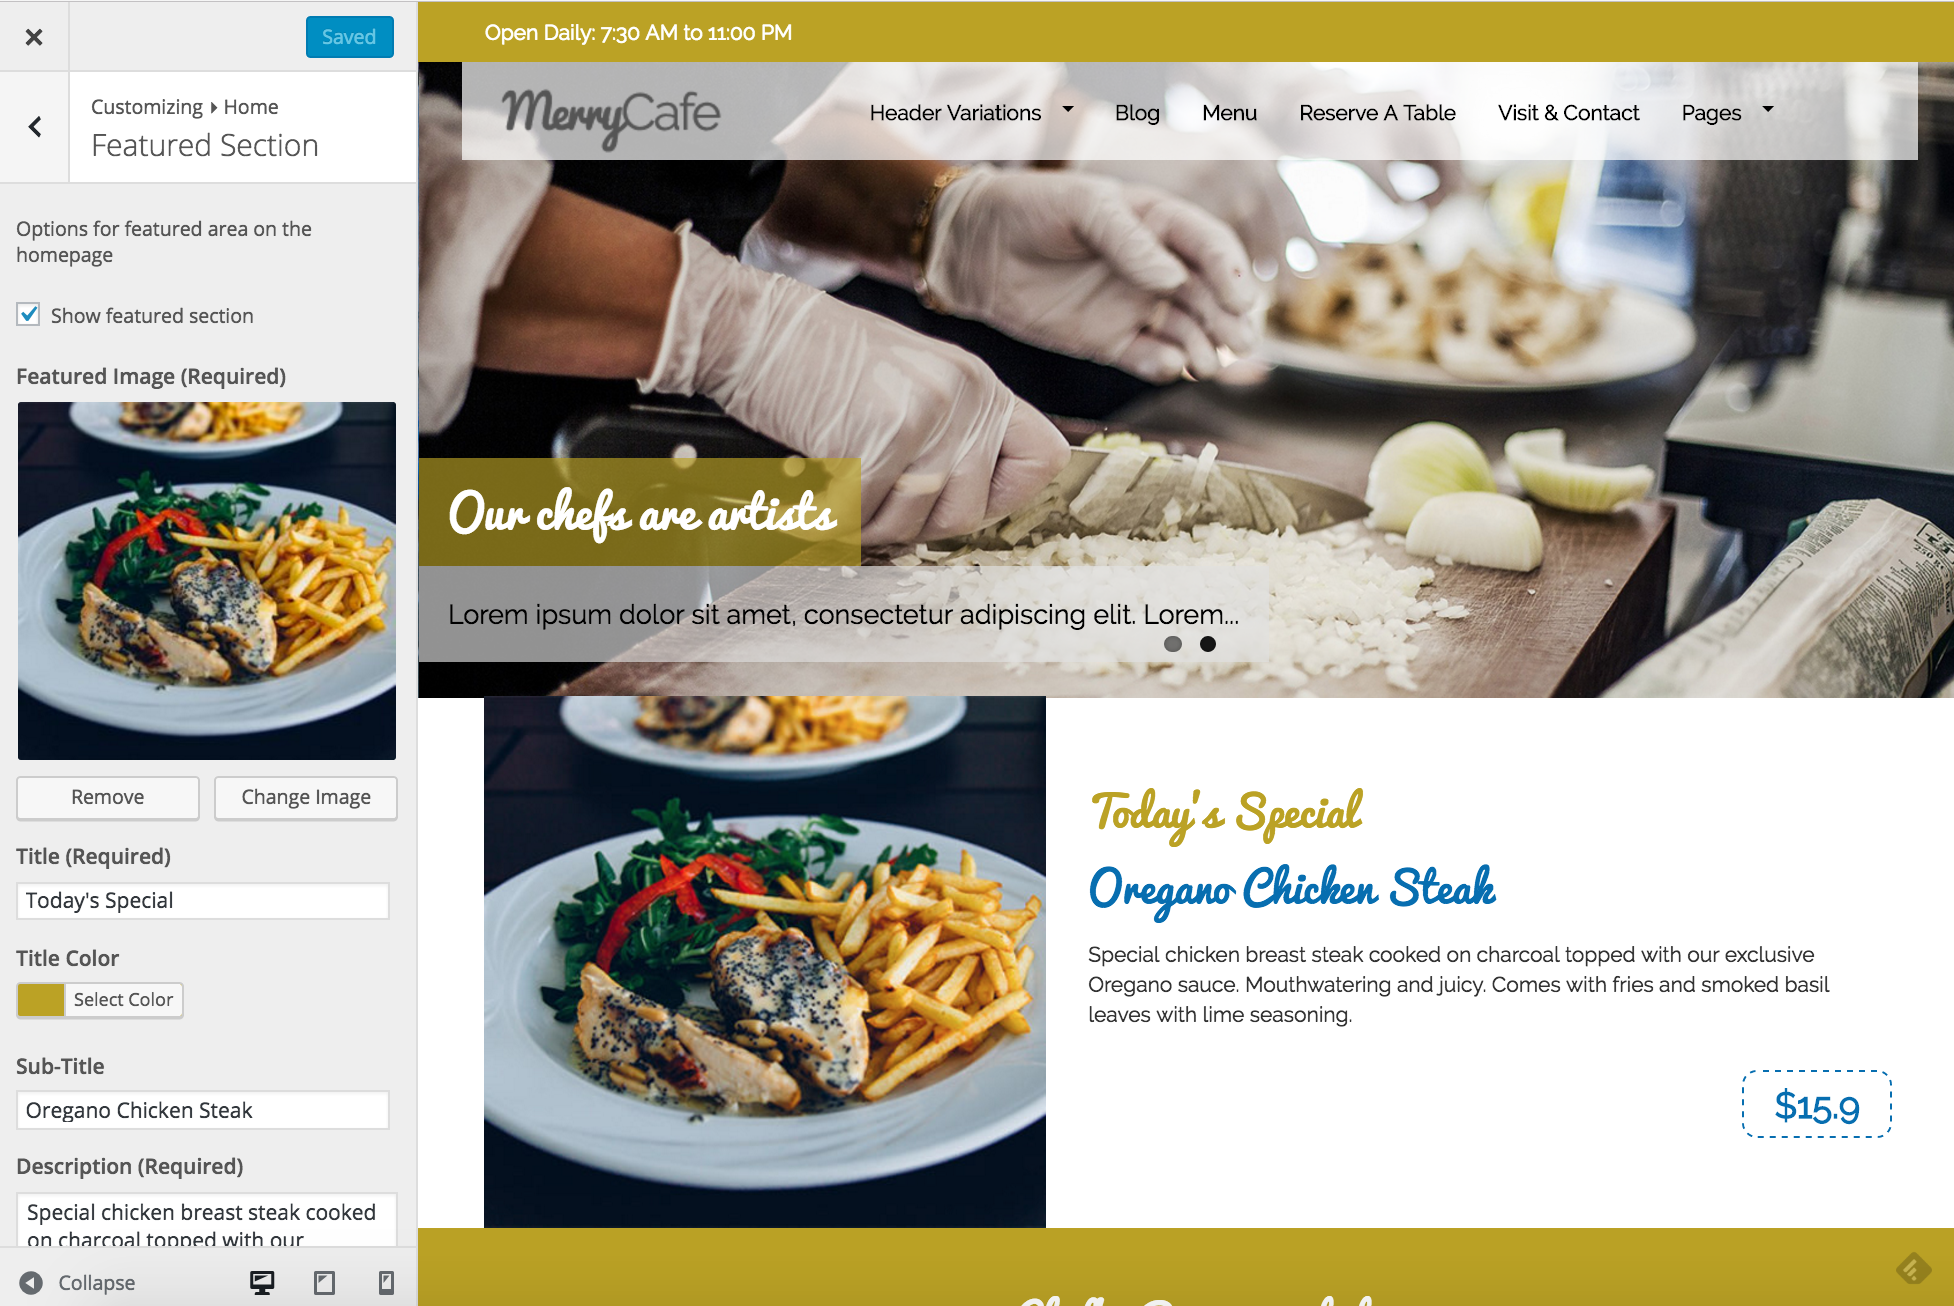 Saved
Customizing ▸ Home
Featured Section
Options for featured area on the
homepage
Show featured section
Featured Image (Required)
Remove
Change Image
Title (Required)
Today's Special
Title Color
Select Color
Sub-Title
Oregano Chicken Steak
Description (Required)
Special chicken breast steak cooked
on charcoal topped with our
Collapse
Open Daily: 7:30 AM to 11:00 PM
MerryCafe
Header Variations
Blog
Menu
Reserve A Table
Visit & Contact
Pages
Our chefs are artists
Lorem ipsum dolor sit amet, consectetur adipiscing elit. Lorem...
Today's Special
Oregano Chicken Steak
Special chicken breast steak cooked on charcoal topped with our exclusive
Oregano sauce. Mouthwatering and juicy. Comes with fries and smoked basil
leaves with lime seasoning.
$15.9